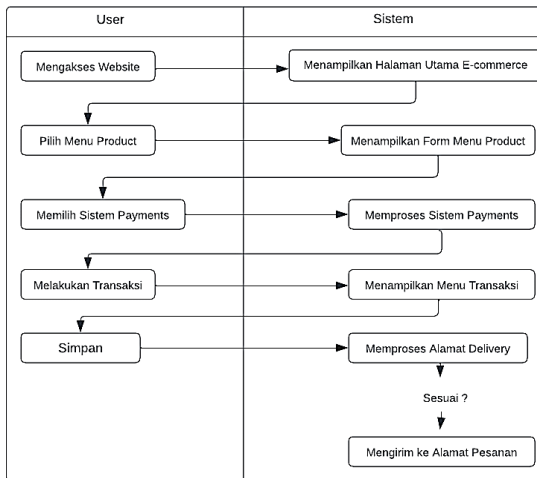 User
Sistem
Mengakses Website
Menampilkan Halaman Utama E-commerce
Pilih Menu Product
Menampilkan Form Menu Product
Memilih Sistem Payments
Memproses Sistem Payments
Melakukan Transaksi
Menampilkan Menu Transaksi
Simpan
Memproses Alamat Delivery
Sesuai ?
Mengirim ke Alamat Pesanan